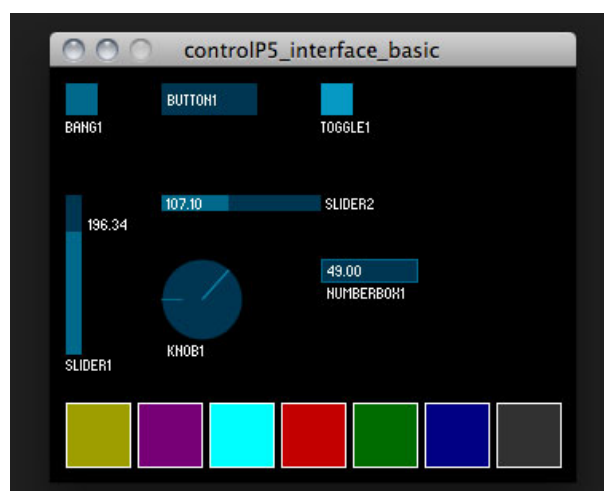 controlP5_interface_basic
BUTTON1
BANG1
TOGGLE1
107.10
SLIDER2
196.34
49.00
NUMBERBOX1
KNOB1
SLIDER1